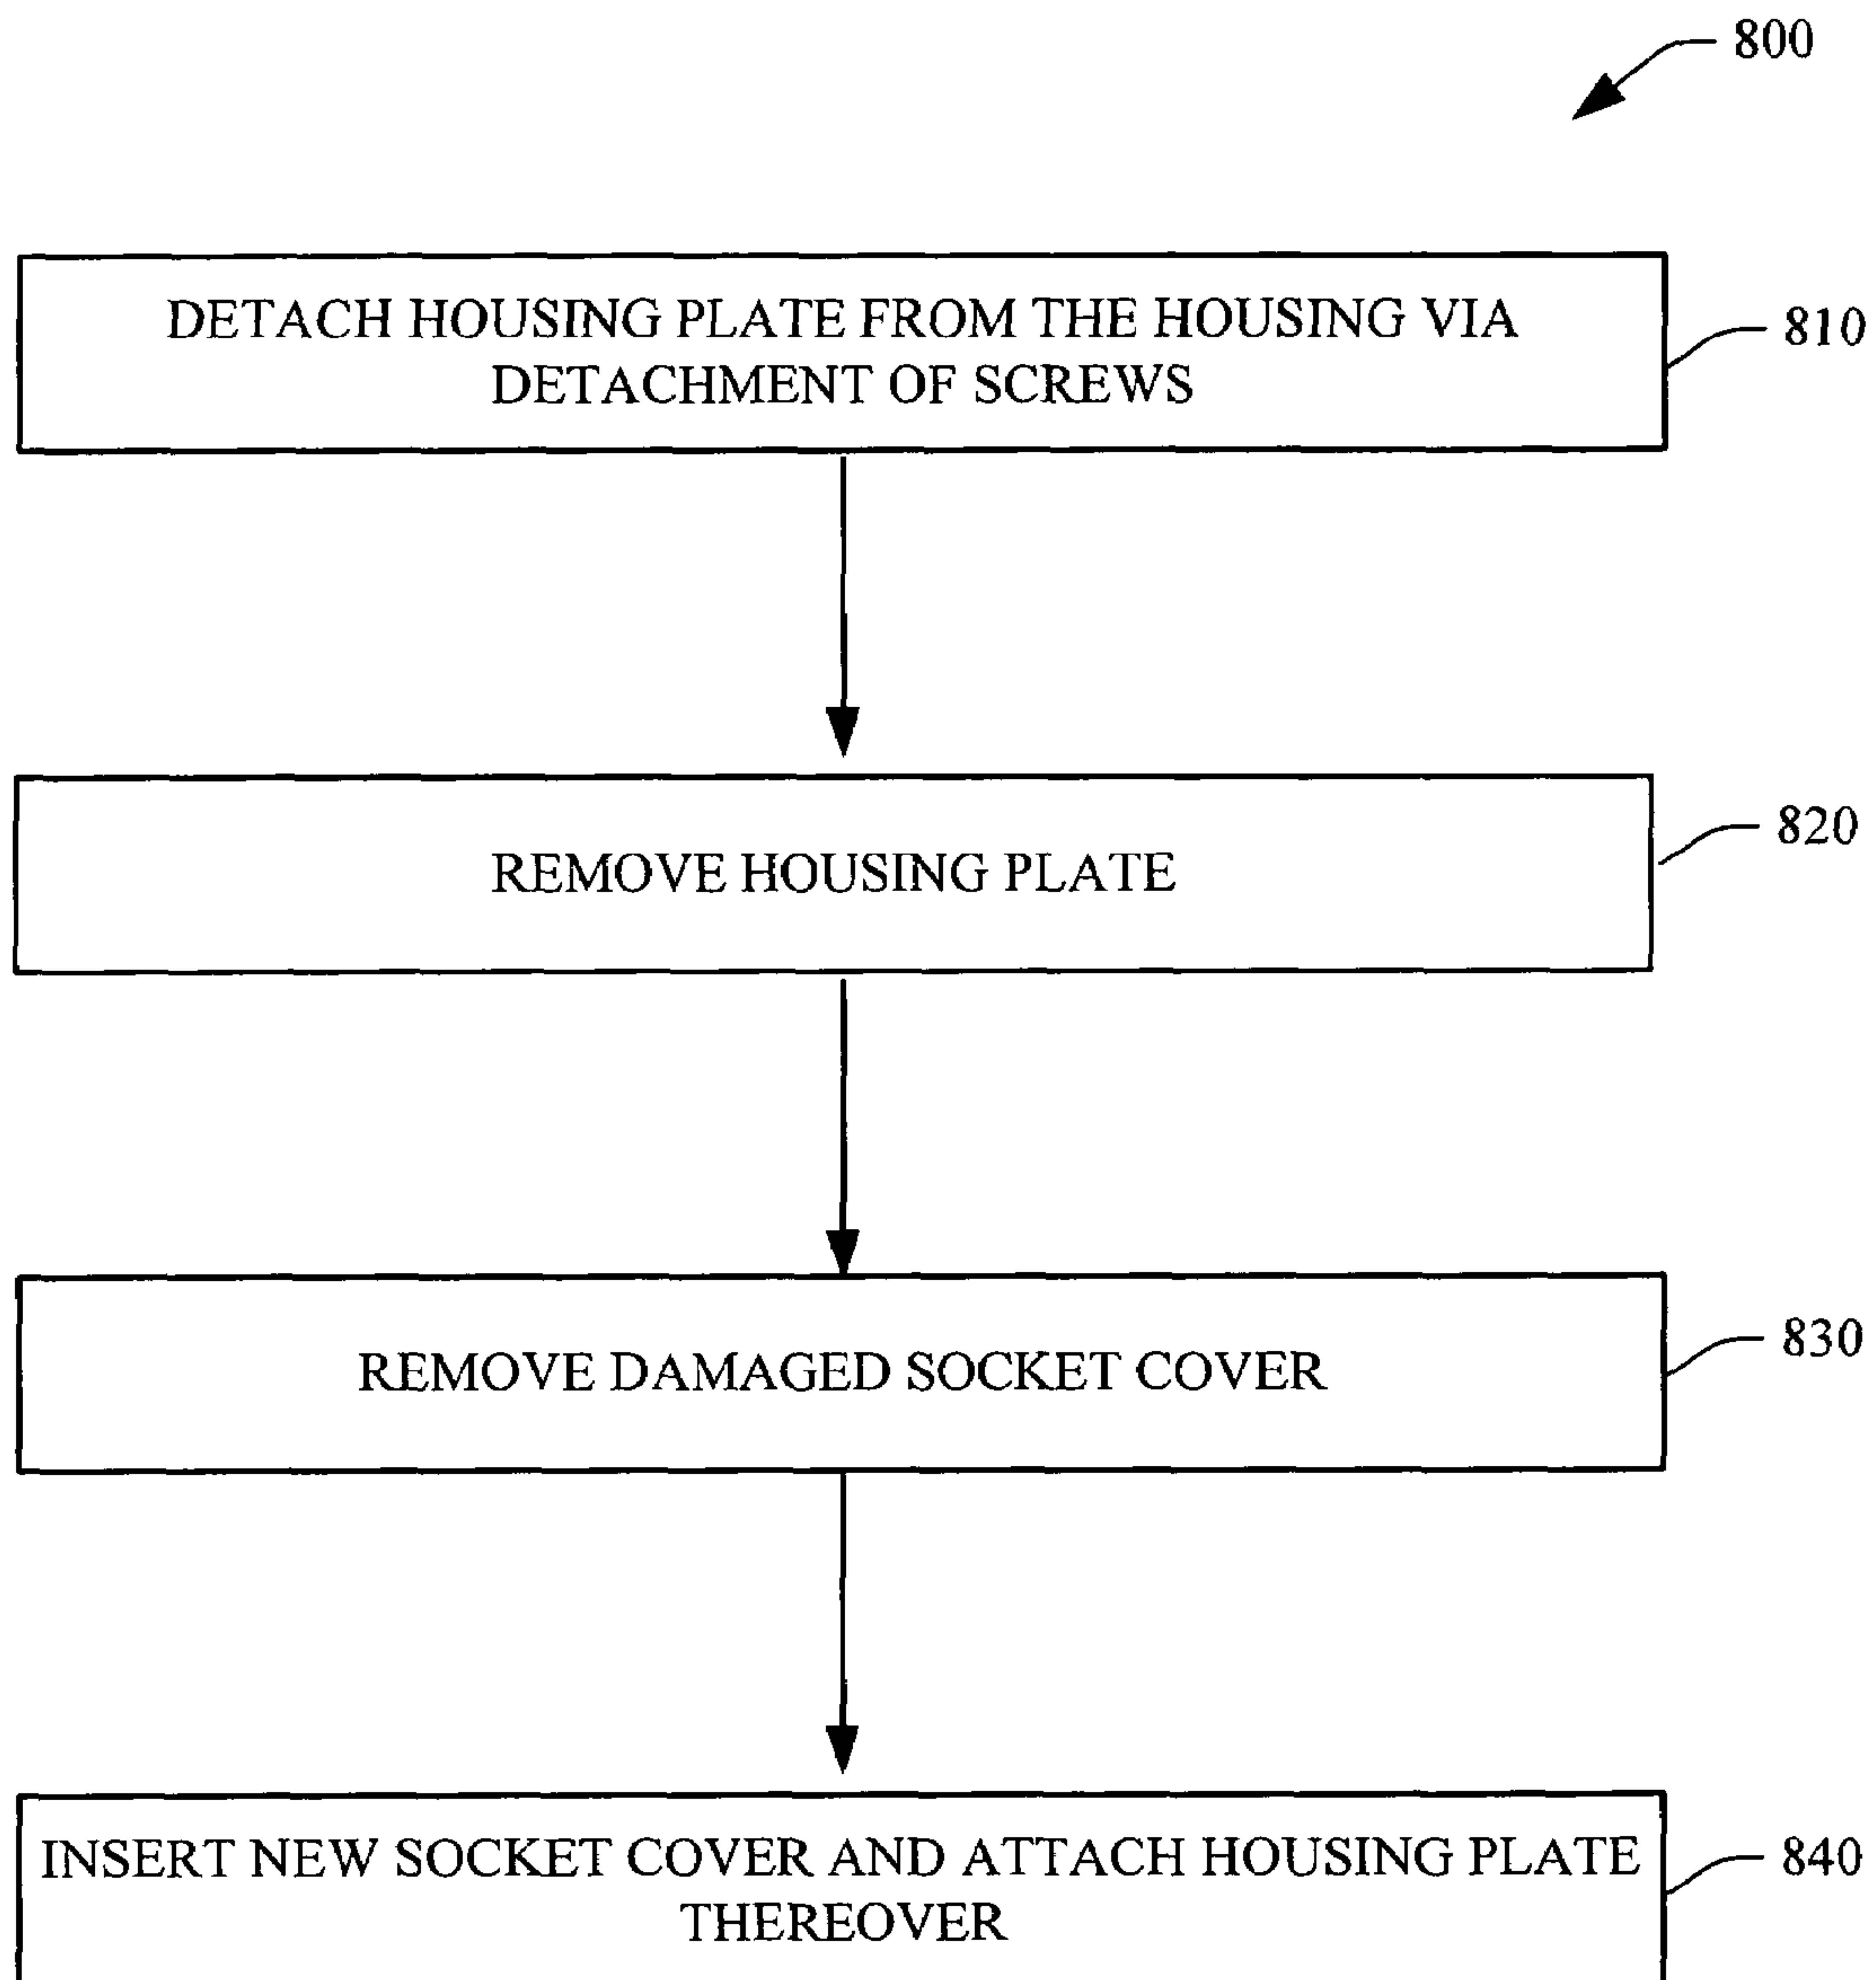 800
DETACH HOUSING PLATE FROM THE HOUSING VIA
DETACHMENT OF SCREWS
810
REMOVE HOUSING PLATE
820
REMOVE DAMAGED SOCKET COVER
830
INSERT NEW SOCKET COVER AND ATTACH HOUSING PLATE
THEREOVER
840